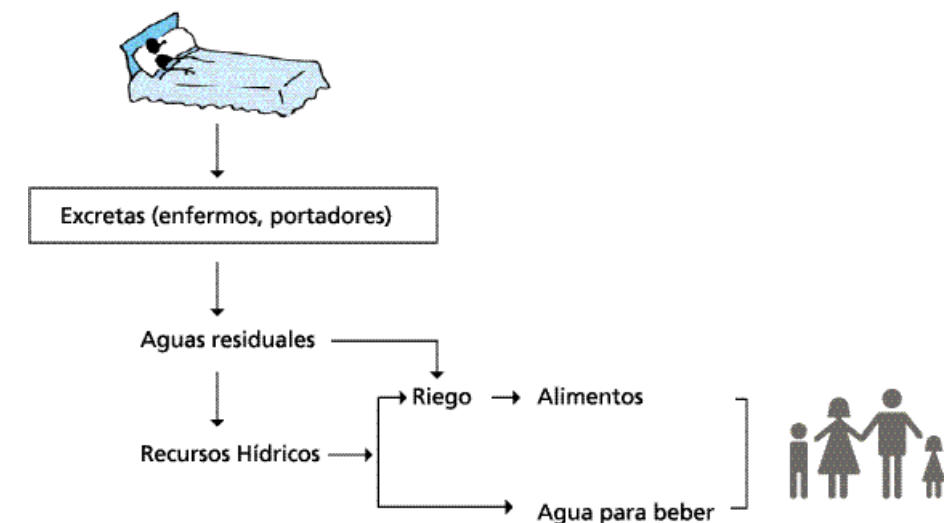 Excretas (enfermos, portadores)
Aguas residuales
Riego
Alimentos
Recursos Hídricos
Agua para beber